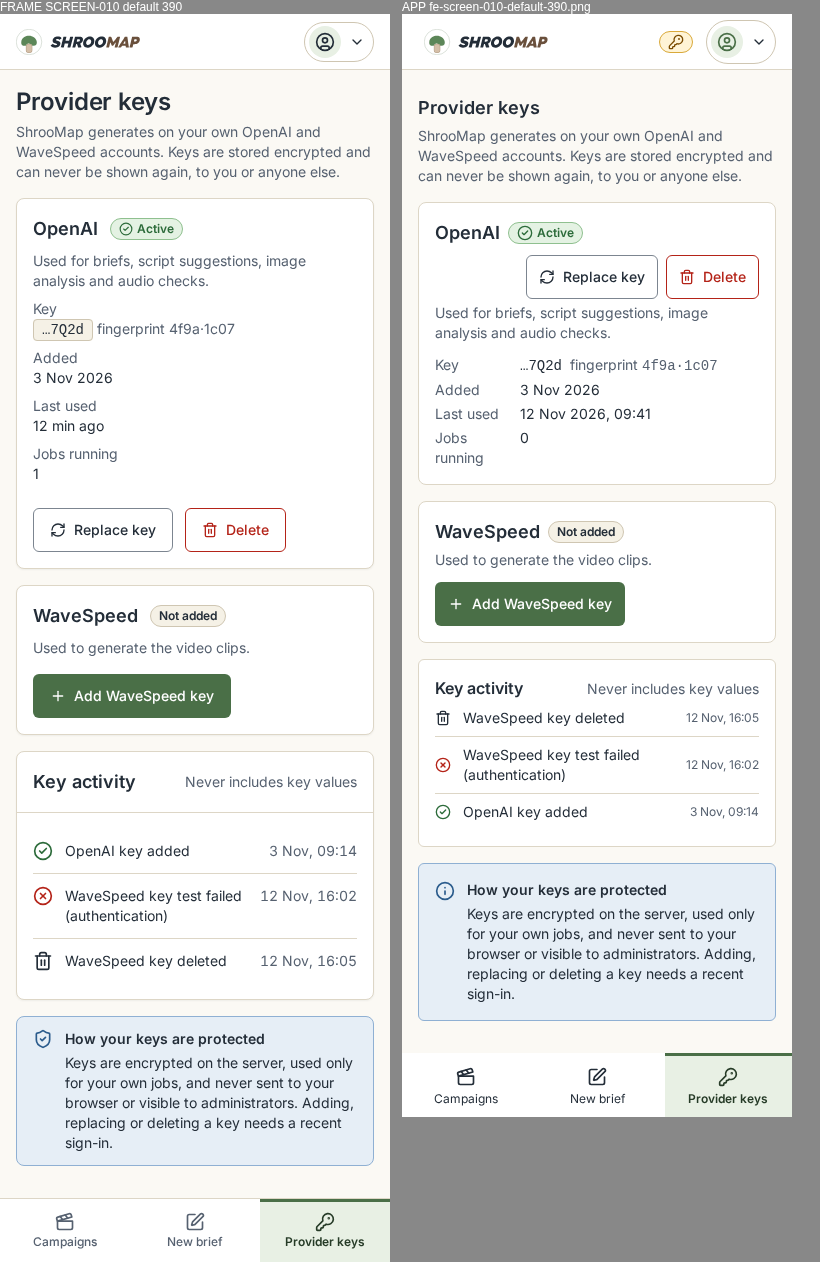 FRAME SCREEN-010 default 390
SHROOMAP
Provider keys
ShrooMap generates on your own OpenAI and
WaveSpeed accounts. Keys are stored encrypted and
can never be shown again, to you or anyone else.
OpenAI Active
Used for briefs, script suggestions, image
analysis and audio checks.
Key
…7Q2d fingerprint 4f9a·1c07
Added
3 Nov 2026
Last used
12 min ago
Jobs running
1
Replace key Delete
WaveSpeed Not added
Used to generate the video clips.
Add WaveSpeed key
Key activity Never includes key values
OpenAI key added 3 Nov, 09:14
WaveSpeed key test failed 12 Nov, 16:02
(authentication)
WaveSpeed key deleted 12 Nov, 16:05
How your keys are protected
Keys are encrypted on the server, used only
for your own jobs, and never sent to your
browser or visible to administrators. Adding,
replacing or deleting a key needs a recent
sign-in.
Campaigns New brief Provider keys
APP fe-screen-010-default-390.png
SHROOMAP
Provider keys
ShrooMap generates on your own OpenAI and
WaveSpeed accounts. Keys are stored encrypted and
can never be shown again, to you or anyone else.
OpenAI Active
Replace key Delete
Used for briefs, script suggestions, image
analysis and audio checks.
Key …7Q2d fingerprint 4f9a·1c07
Added 3 Nov 2026
Last used 12 Nov 2026, 09:41
Jobs 0
running
WaveSpeed Not added
Used to generate the video clips.
Add WaveSpeed key
Key activity Never includes key values
WaveSpeed key deleted 12 Nov, 16:05
WaveSpeed key test failed 12 Nov, 16:02
(authentication)
OpenAI key added 3 Nov, 09:14
How your keys are protected
Keys are encrypted on the server, used only
for your own jobs, and never sent to your
browser or visible to administrators. Adding,
replacing or deleting a key needs a recent
sign-in.
Campaigns New brief Provider keys